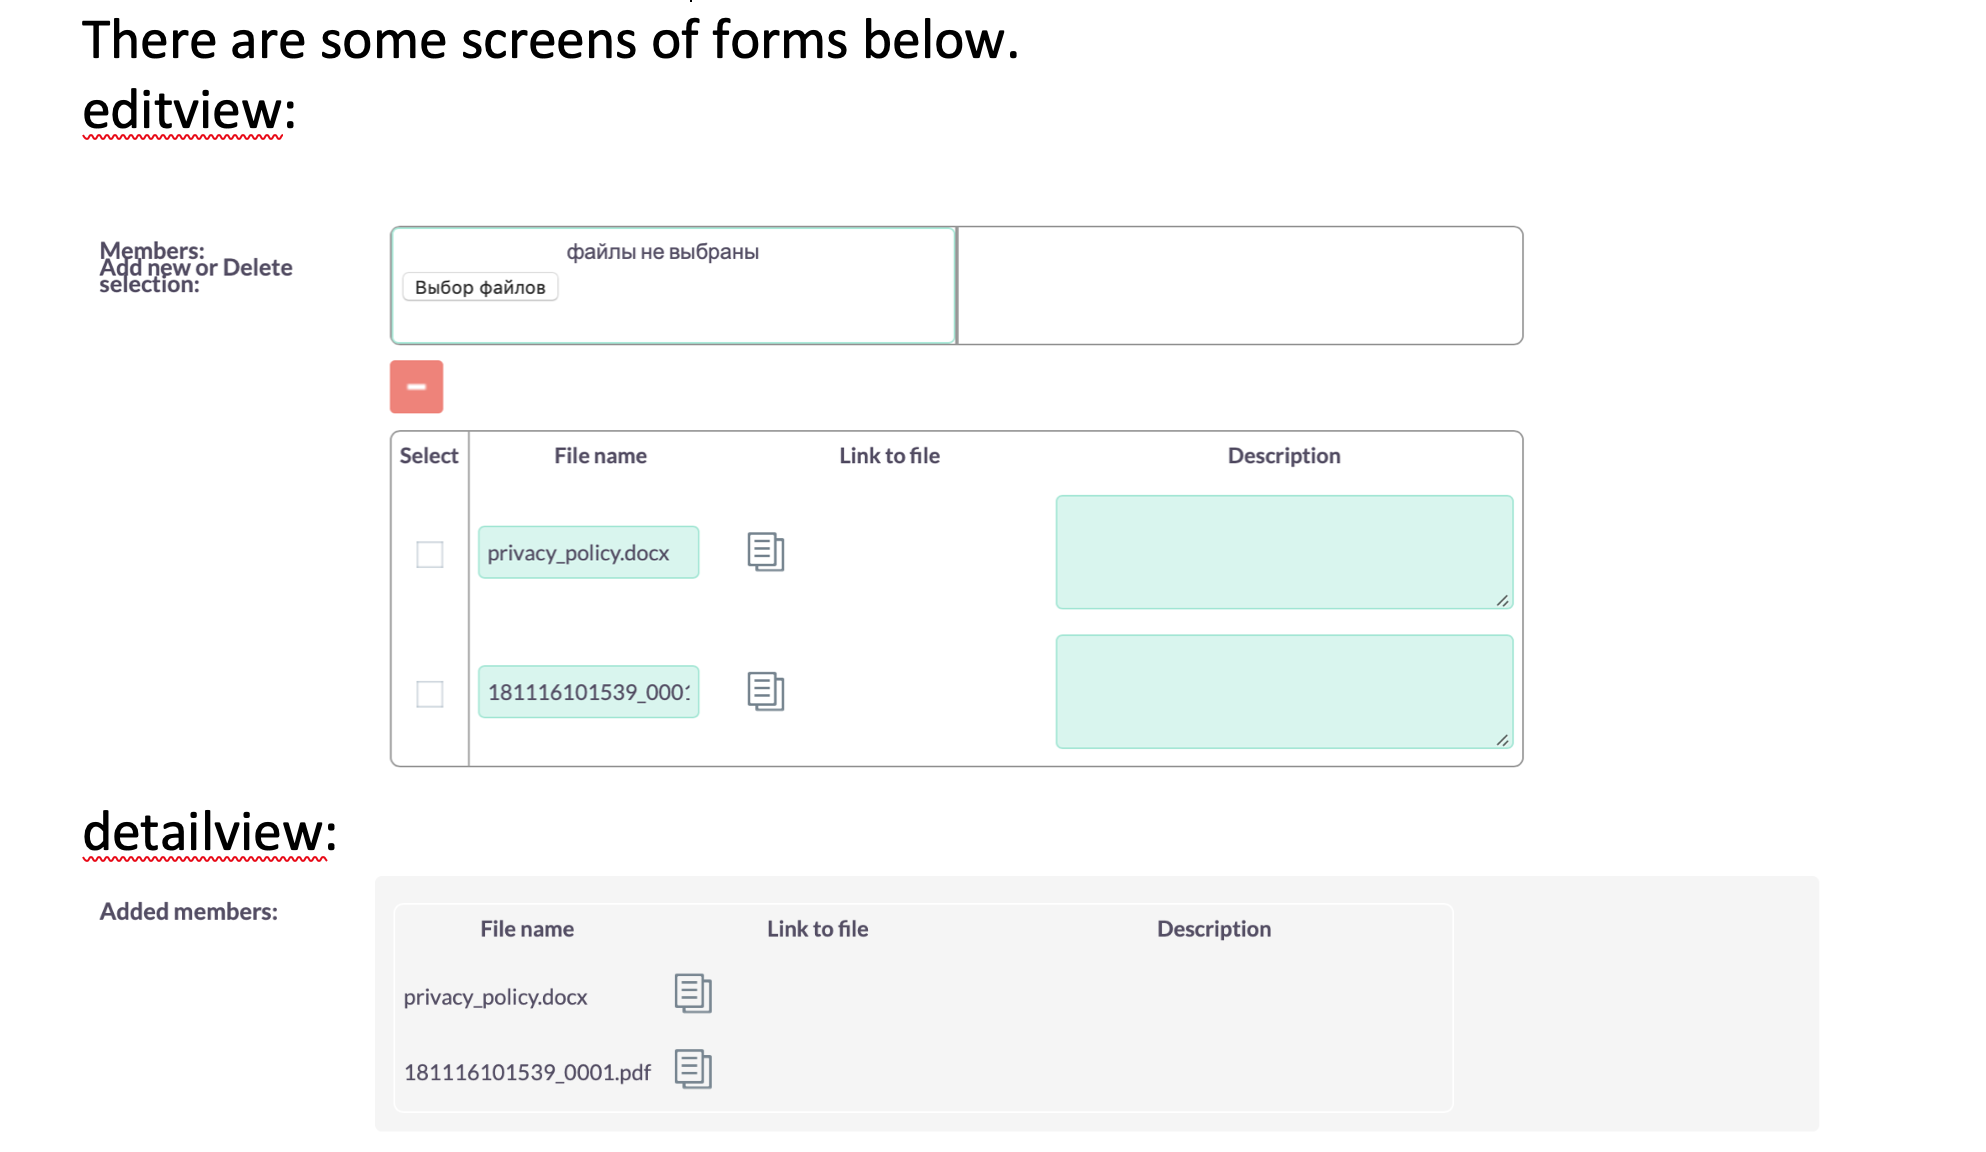 There are some screens of forms below.
editview:
Members:
Add new or Delete
selection:
файлы не выбраны
Выбор файлов
Select File name Link to file Description
privacy_policy.docx
181116101539_0001
detailview:
Added members:
File name Link to file Description
privacy_policy.docx
181116101539_0001.pdf